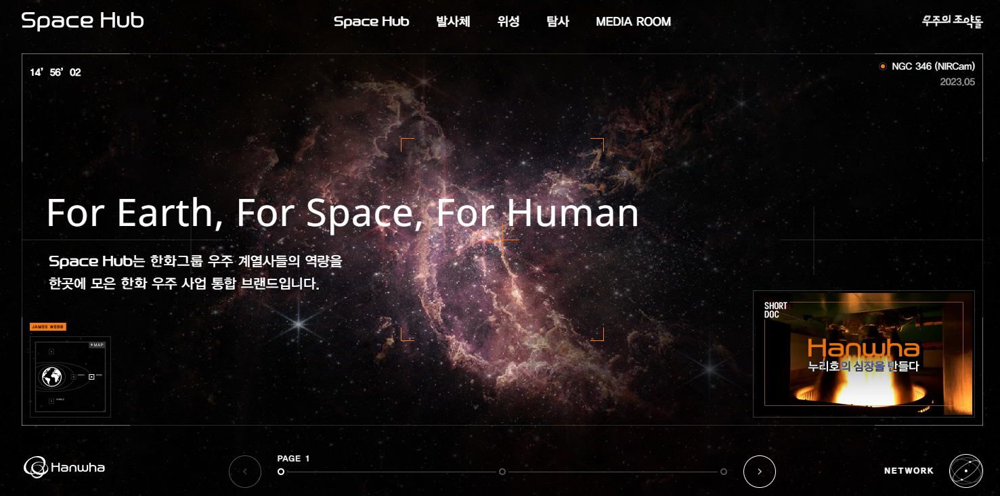 Space Hub
Space Hub 발사체 위성 탐사 MEDIA ROOM
우주의 조약돌
14’ 56’ 02
NGC 346 (NIRCam)
2023.05
For Earth, For Space, For Human
Space Hub는 한화그룹 우주 계열사들의 역량을
한곳에 모은 한화 우주 사업 통합 브랜드입니다.
JAMES WEBB
MAP
SHORT
DOC
Hanwha
누리호의 심장을 만들다
Hanwha
PAGE 1
NETWORK